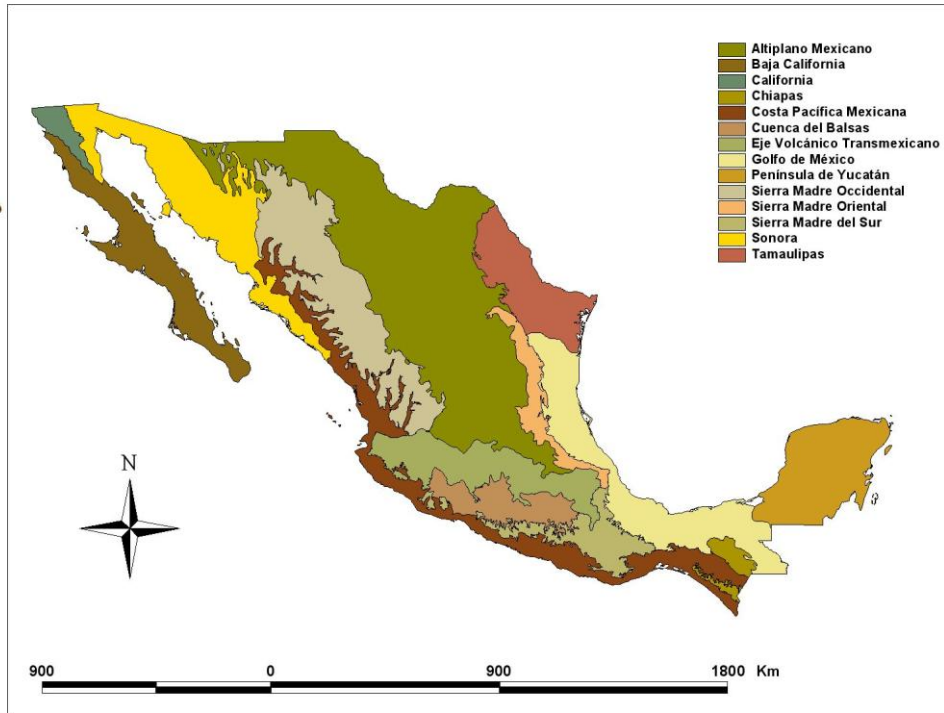 Altiplano Mexicano
Baja California
California
Chiapas
Costa Pacífica Mexicana
Cuenca del Balsas
Eje Volcánico Transmexicano
Golfo de México
Península de Yucatán
Sierra Madre Occidental
Sierra Madre Oriental
Sierra Madre del Sur
Sonora
Tamaulipas
N
900 0 900 1800 Km